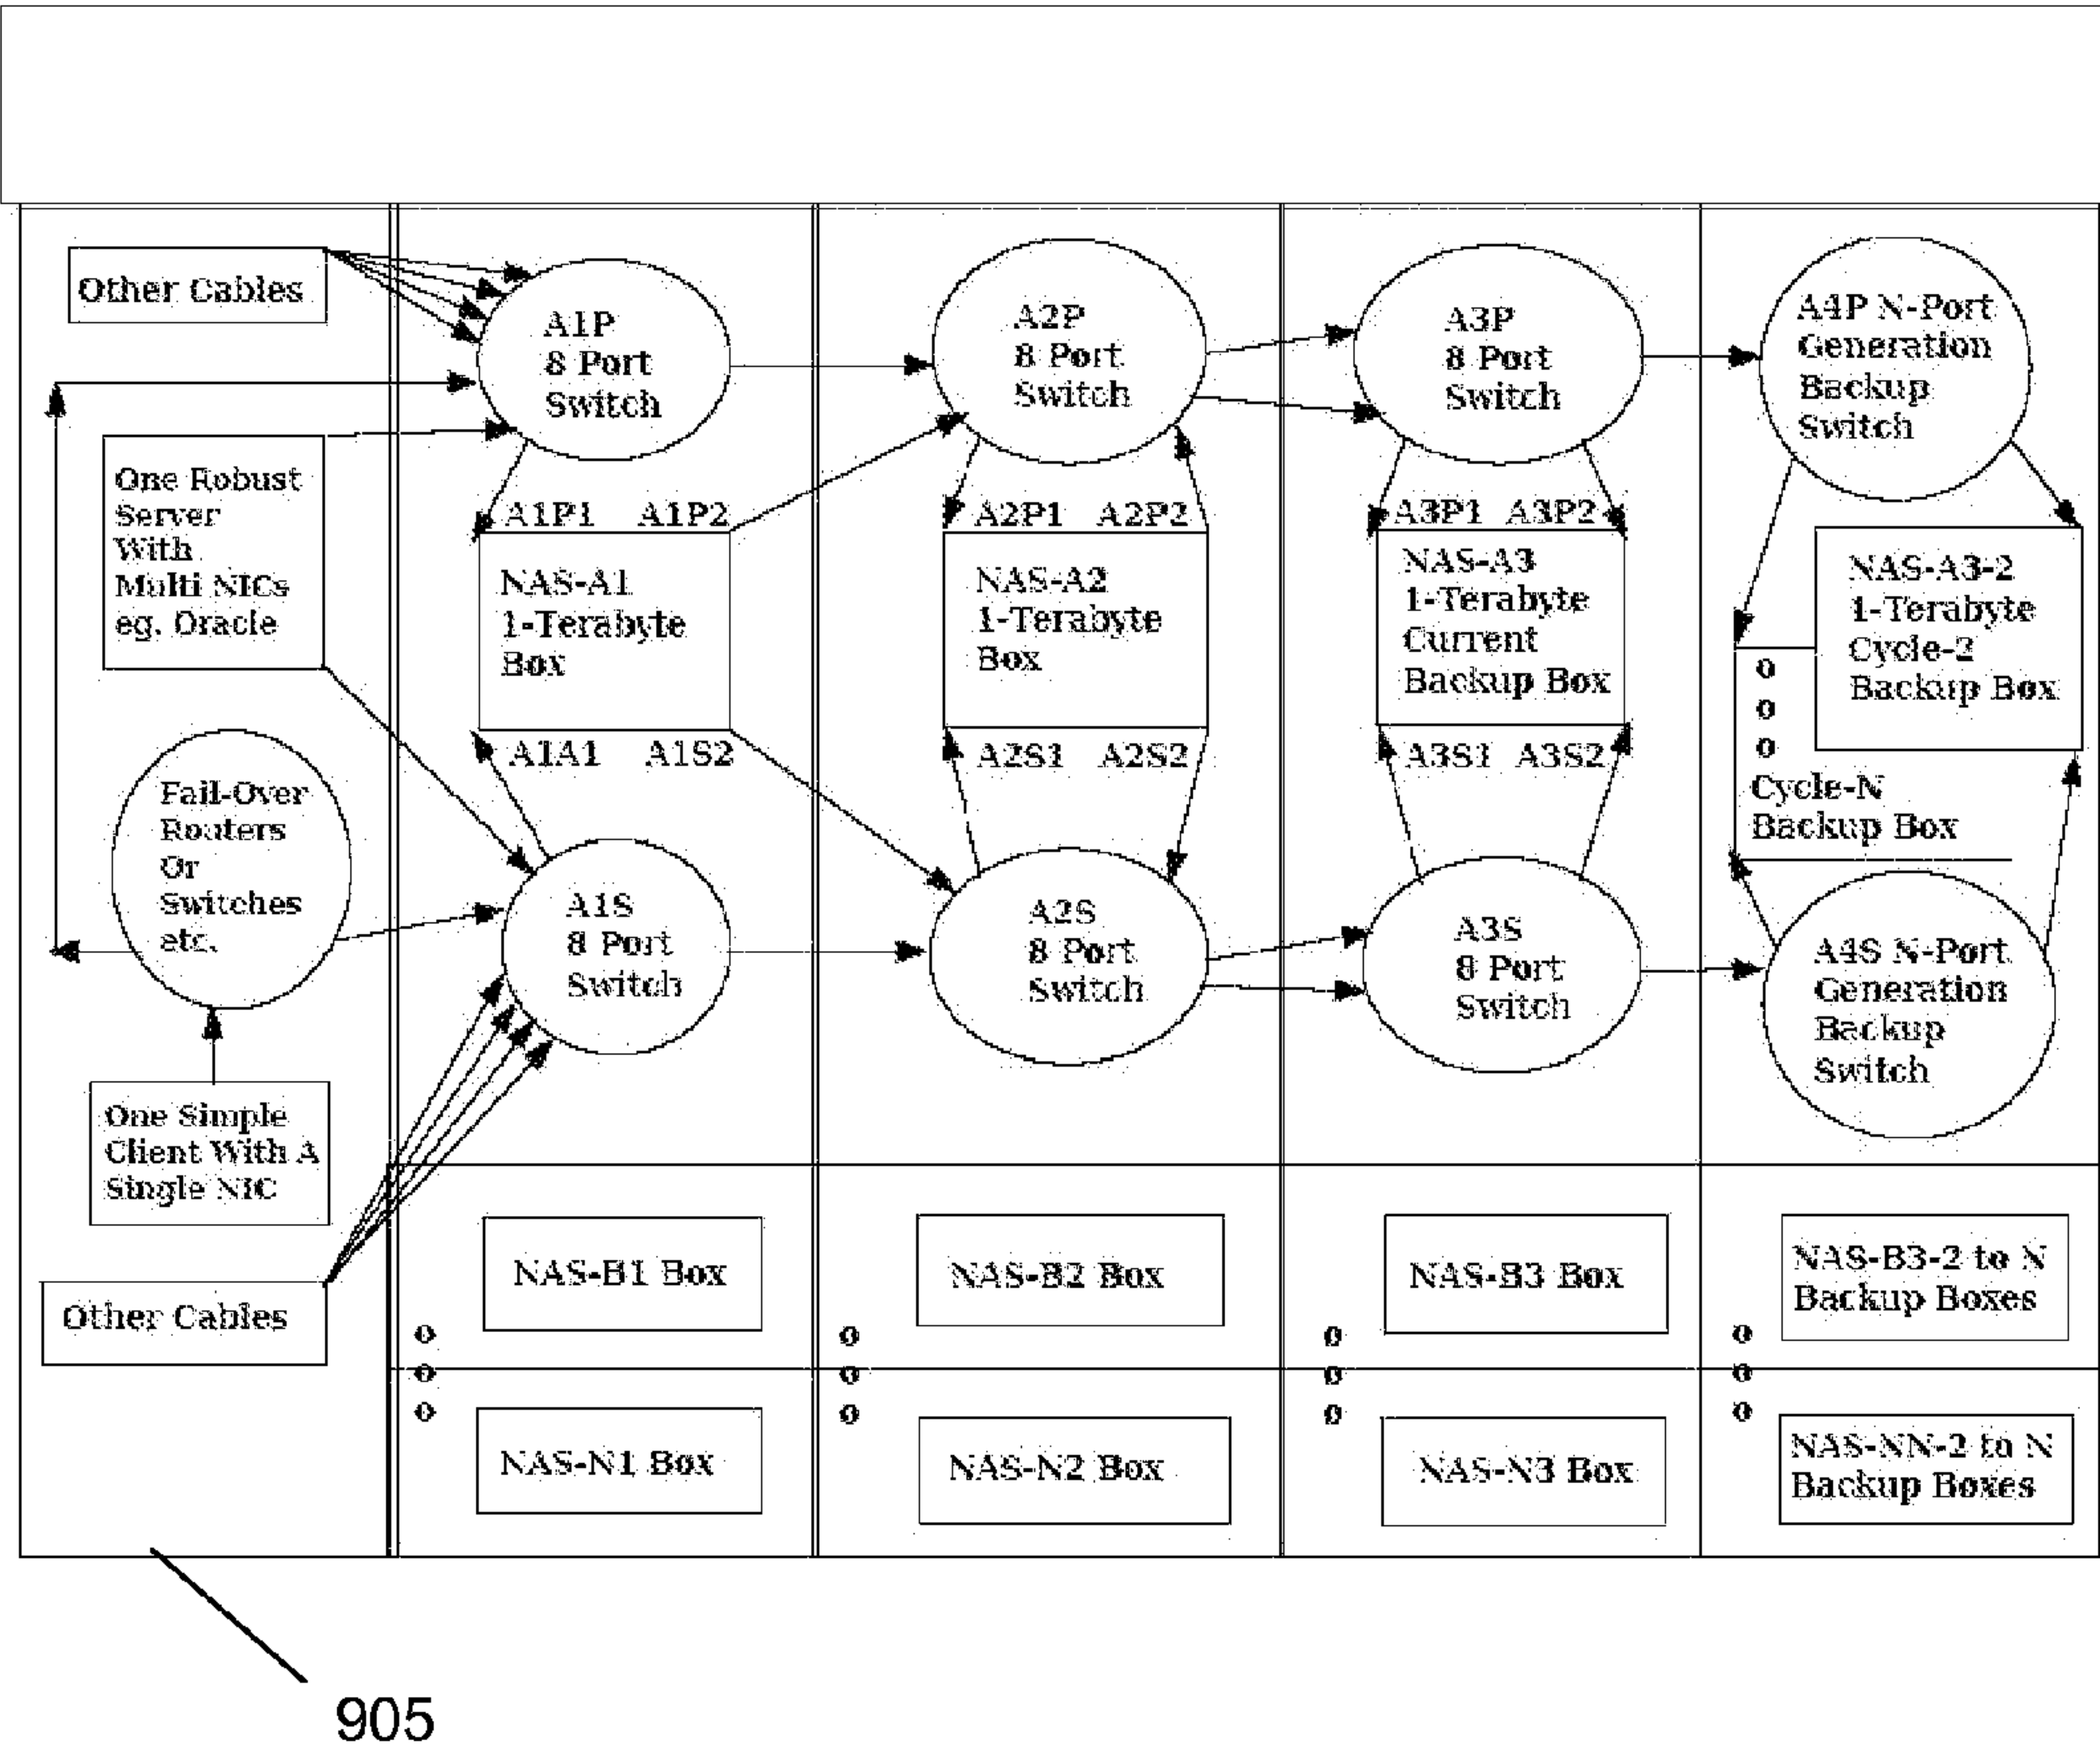 Other Cables
One Robust
Server
With
Multi NICs
eg. Oracle
Fail-Over
Routers
Or
Switches
etc.
One Simple
Client With A
Single NIC
Other Cables
A1P
8 Port
Switch
A1P1 A1P2
NAS-A1
1-Terabyte
Box
A1A1 A1S2
A1S
8 Port
Switch
A2P
8 Port
Switch
A2P1 A2P2
NAS-A2
1-Terabyte
Box
A2S1 A2S2
A2S
8 Port
Switch
A3P
8 Port
Switch
A3P1 A3P2
NAS-A3
1-Terabyte
Current
Backup Box
A3S1 A3S2
A3S
8 Port
Switch
A4P N-Port
Generation
Backup
Switch
NAS-A3-2
1-Terabyte
Cycle-2
Backup Box
Cycle-N
Backup Box
A4S N-Port
Generation
Backup
Switch
NAS-B1 Box
NAS-B2 Box
NAS-B3 Box
NAS-B3-2 to N
Backup Boxes
NAS-N1 Box
NAS-N2 Box
NAS-N3 Box
NAS-NN-2 to N
Backup Boxes
905